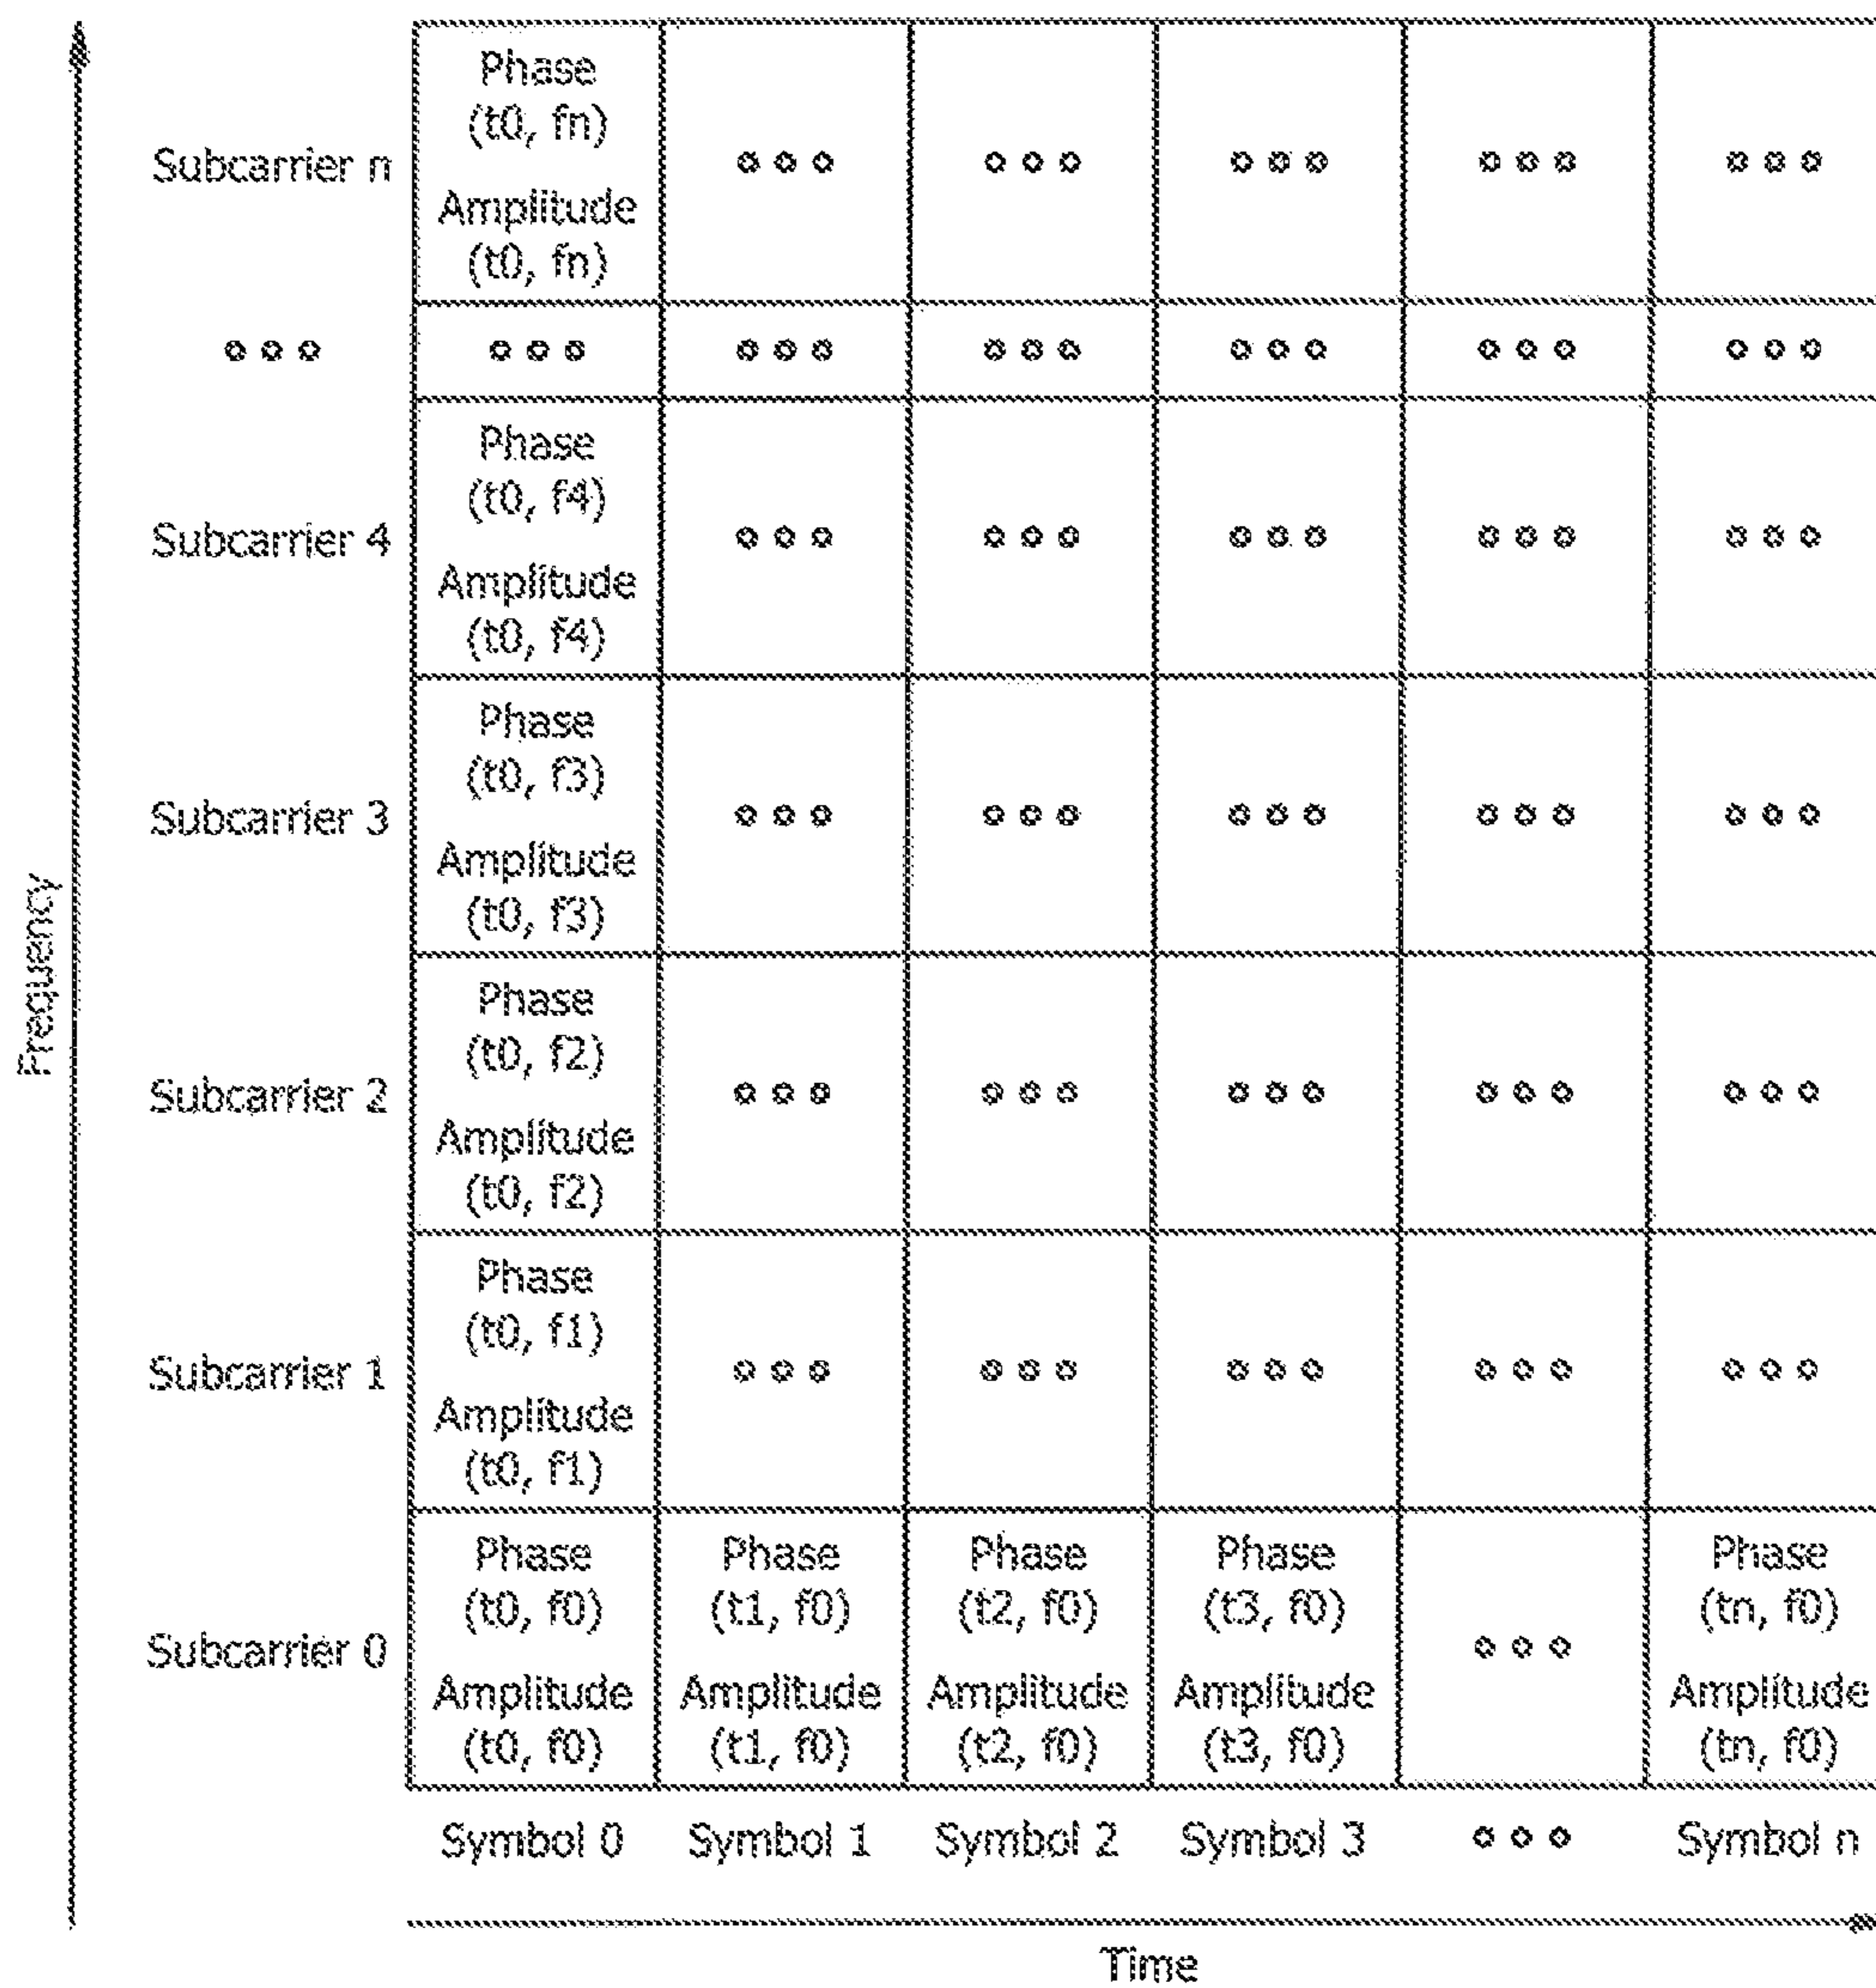 Frequency
Subcarrier n
Phase
(t0, fn)
Amplitude
(t0, fn)
Subcarrier 4
Phase
(t0, f4)
Amplitude
(t0, f4)
Subcarrier 3
Phase
(t0, f3)
Amplitude
(t0, f3)
Subcarrier 2
Phase
(t0, f2)
Amplitude
(t0, f2)
Subcarrier 1
Phase
(t0, f1)
Amplitude
(t0, f1)
Subcarrier 0
Phase
(t0, f0)
Amplitude
(t0, f0)
Phase
(t1, f0)
Amplitude
(t1, f0)
Phase
(t2, f0)
Amplitude
(t2, f0)
Phase
(t3, f0)
Amplitude
(t3, f0)
Phase
(tn, f0)
Amplitude
(tn, f0)
Symbol 0
Symbol 1
Symbol 2
Symbol 3
Symbol n
Time